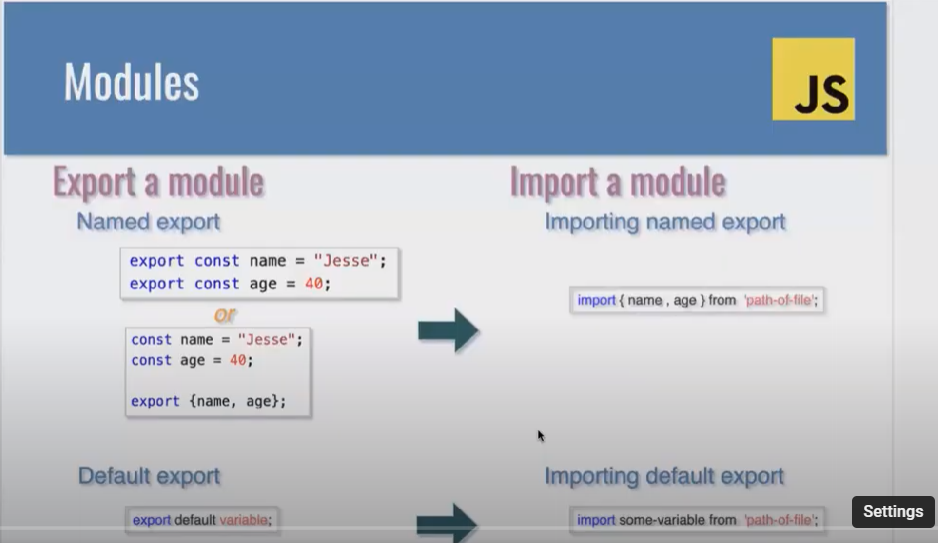 Modules
JS
Export a module
Named export
export const name = "Jesse";
export const age = 40;
or
const name = "Jesse";
const age = 40;
export {name, age};
Default export
export default variable;
Import a module
Importing named export
import { name , age } from 'path-of-file';
Importing default export
import some-variable from 'path-of-file';
Settings